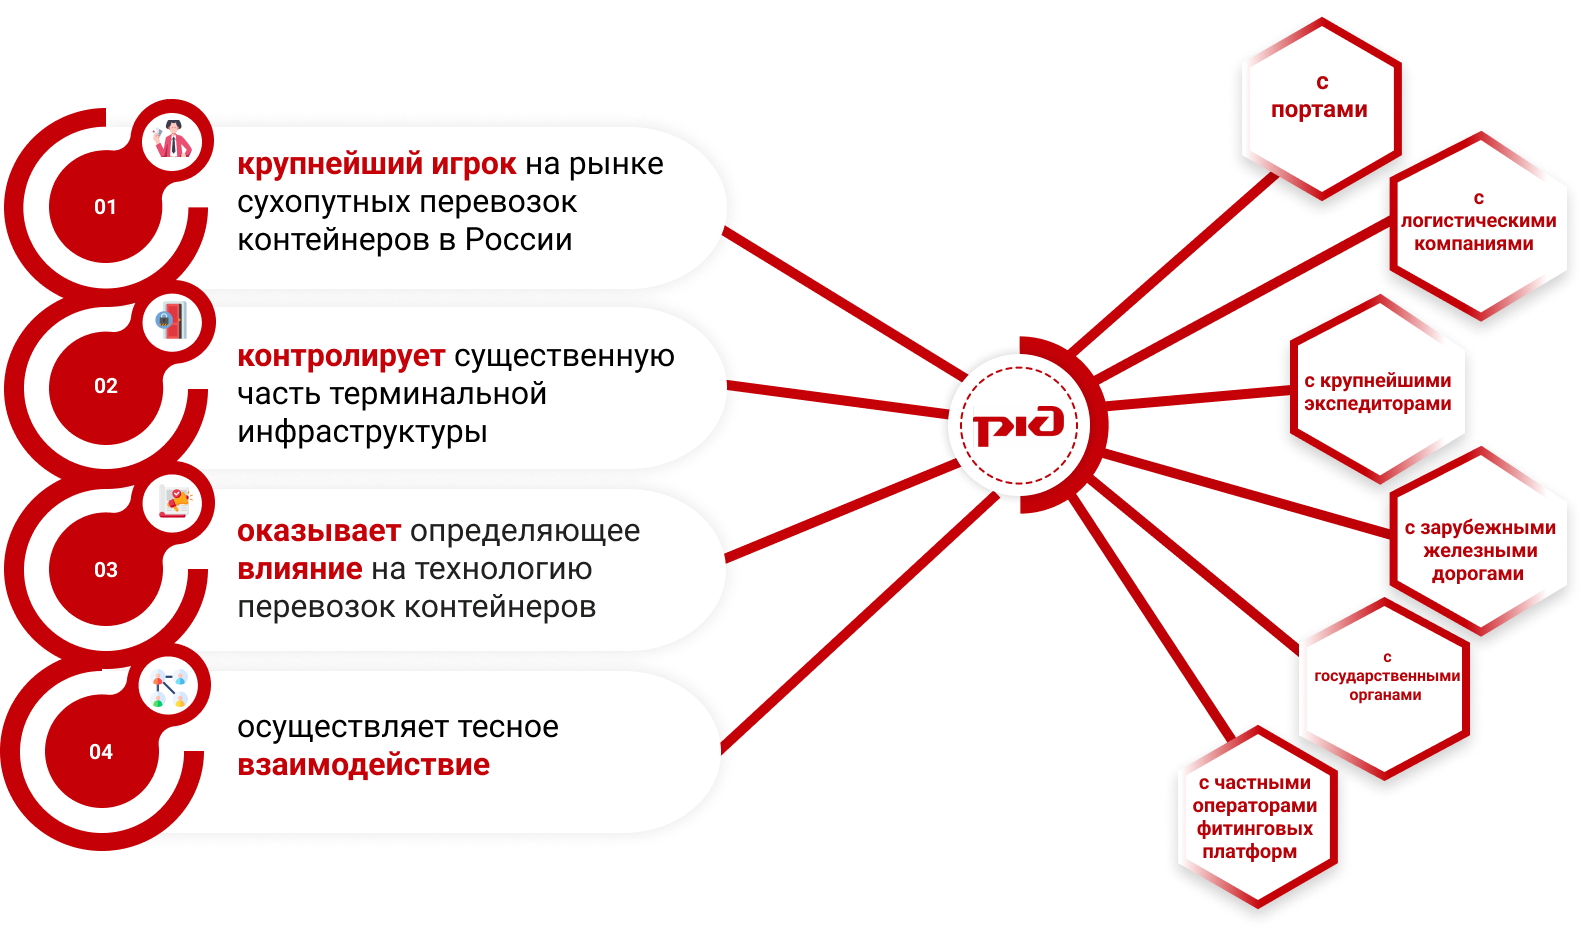 01
крупнейший игрок на рынке
сухопутных перевозок
контейнеров в России
02
контролирует существенную
часть терминальной
инфраструктуры
03
оказывает определяющее
влияние на технологию
перевозок контейнеров
04
осуществляет тесное
взаимодействие
ржд
с
портами
с
логистическими
компаниями
с крупнейшими
экспедиторами
с зарубежными
железными
дорогами
с
государственными
органами
с частными
операторами
фитинговых
платформ